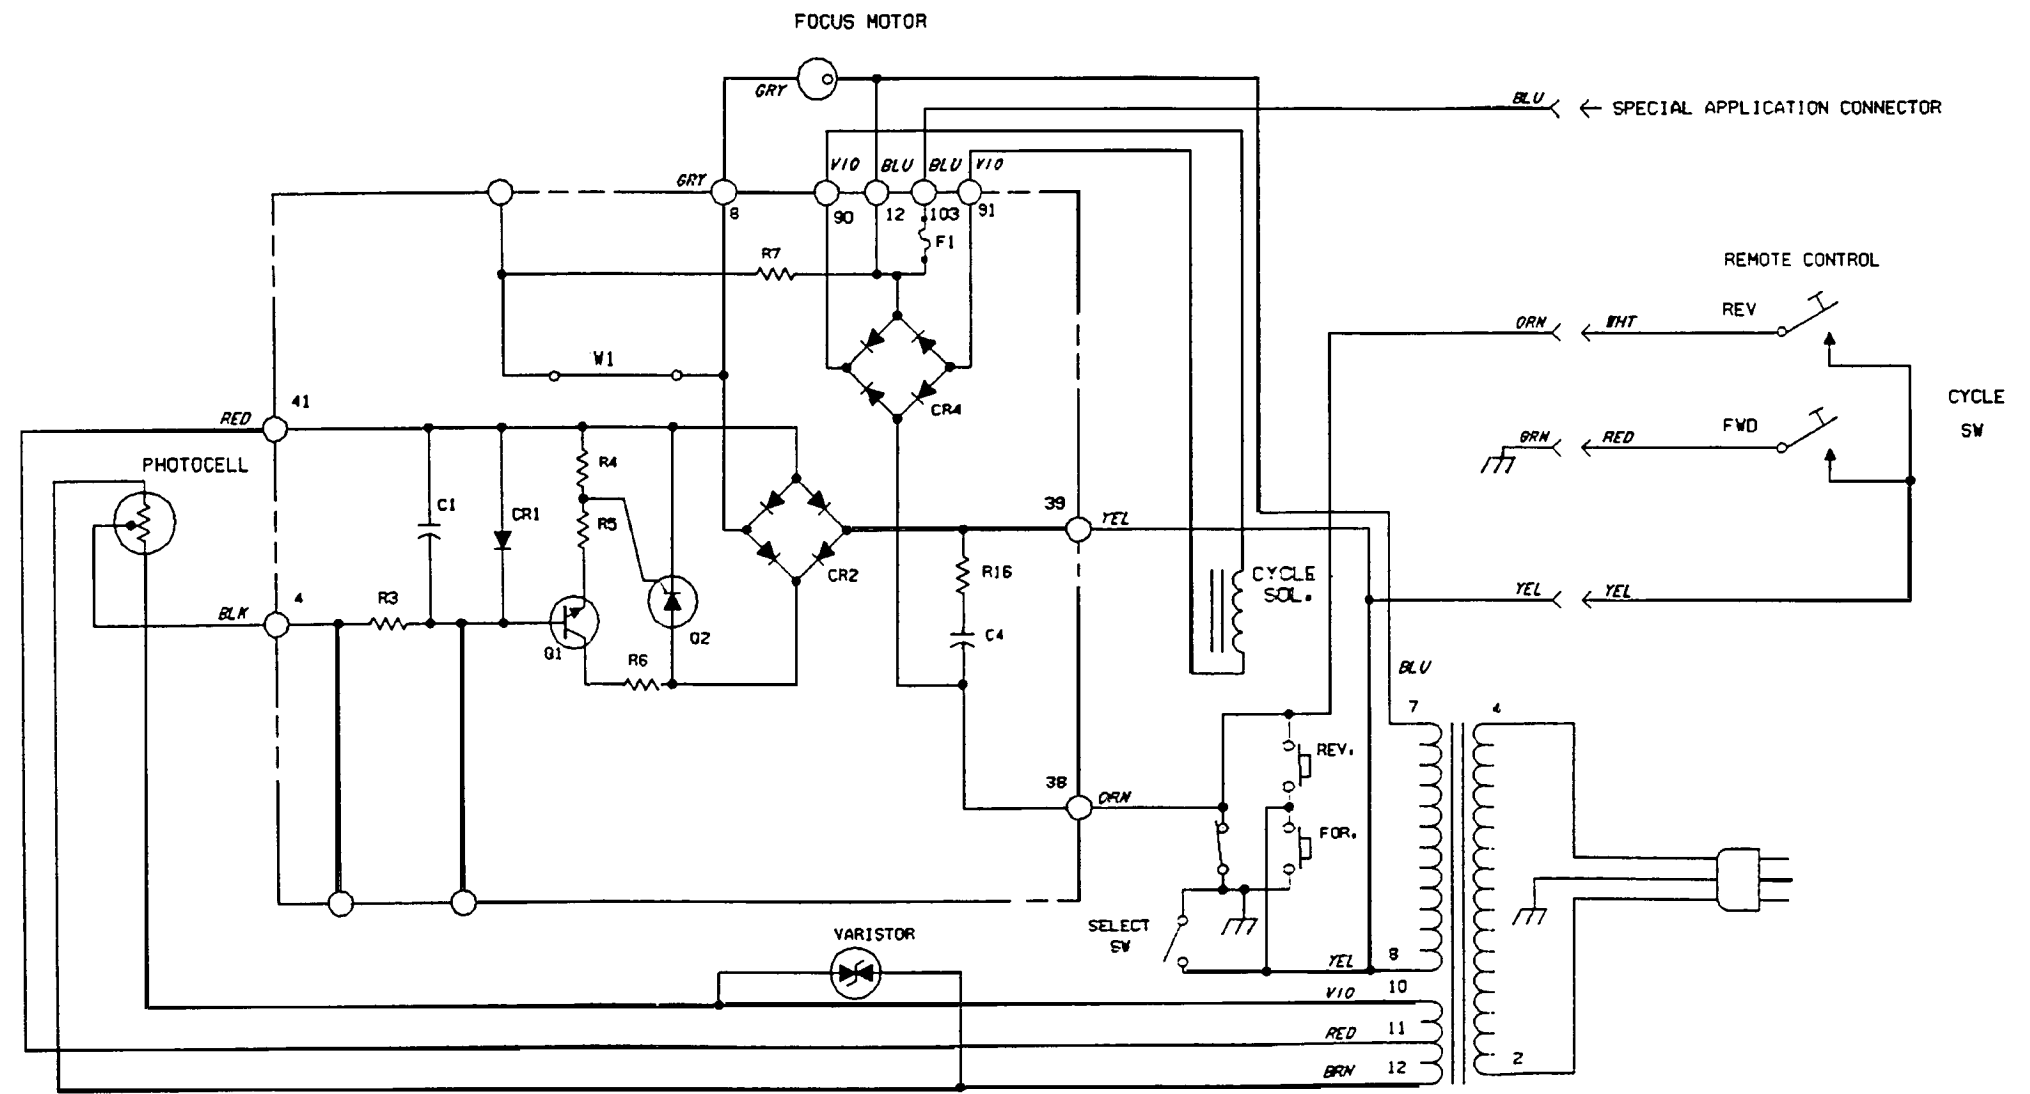 FOCUS MOTOR
GRY
BLU
SPECIAL APPLICATION CONNECTOR
VIO
BLU
BLU
VIO
GRY
8
90
12
103
91
F1
R7
REMOTE CONTROL
REV
ORN
WHT
W1
41
RED
CR4
CYCLE
SW
FWD
GRN
RED
PHOTOCELL
R4
C1
CR1
R5
39
YEL
CR2
R16
CYCLE
SOL.
YEL
YEL
4
BLK
R3
Q1
Q2
R6
C4
BLU
7
4
REV.
38
ORN
FOR.
SELECT
SW
VARISTOR
YEL
8
VIO
10
RED
11
BRN
12
2